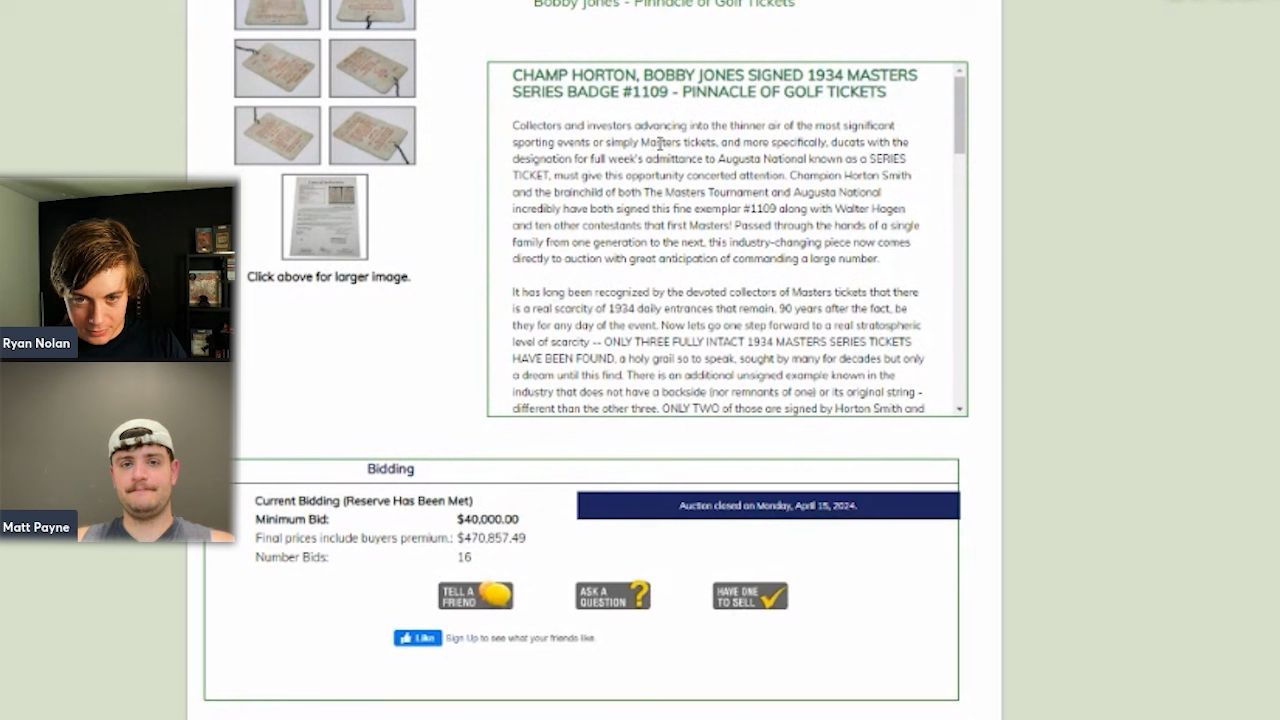 Bobby Jones - Pinnacle of Golf Tickets
CHAMP HORTON, BOBBY JONES SIGNED 1934 MASTERS
SERIES BADGE #1109 - PINNACLE OF GOLF TICKETS
Collectors and investors advancing into the thinner air of the most significant
sporting events or simply Masters tickets, and more specifically, ducats with the
designation for full week's admittance to Augusta National known as a SERIES
TICKET, must give this opportunity concerted attention. Champion Horton Smith
and the brainchild of both The Masters Tournament and Augusta National
incredibly have both signed this fine exemplar #1109 along with Walter Hagen
and ten other contestants that first Masters! Passed through the hands of a single
family from one generation to the next, this industry-changing piece now comes
directly to auction with great anticipation of commanding a large number.
It has long been recognized by the devoted collectors of Masters tickets that there
is a real scarcity of 1934 daily entrances that remain, 90 years after the fact, be
they for any day of the event. Now lets go one step forward to a real stratospheric
level of scarcity -- ONLY THREE FULLY INTACT 1934 MASTERS SERIES TICKETS
HAVE BEEN FOUND, a holy grail so to speak, sought by many for decades but only
a dream until this find. There is an additional unsigned example known in the
industry that does not have a backside (nor remnants of one) or its original string -
different than the other three. ONLY TWO of those are signed by Horton Smith and
Click above for larger image.
Ryan Nolan
Matt Payne
Bidding
Current Bidding (Reserve Has Been Met)
Minimum Bid: $40,000.00
Final prices include buyers premium.: $470,857.49
Number Bids: 16
Auction closed on Monday, April 15, 2024.
TELL A
FRIEND
ASK A
QUESTION ?
HAVE ONE
TO SELL
Like Sign Up to see what your friends like.